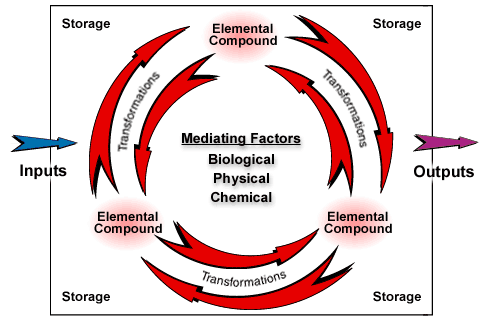 Storage
Storage
Elemental
Compound
Transformations
Transformations
Mediating Factors
Biological
Physical
Chemical
Inputs
Outputs
Elemental
Compound
Elemental
Compound
Transformations
Storage
Storage